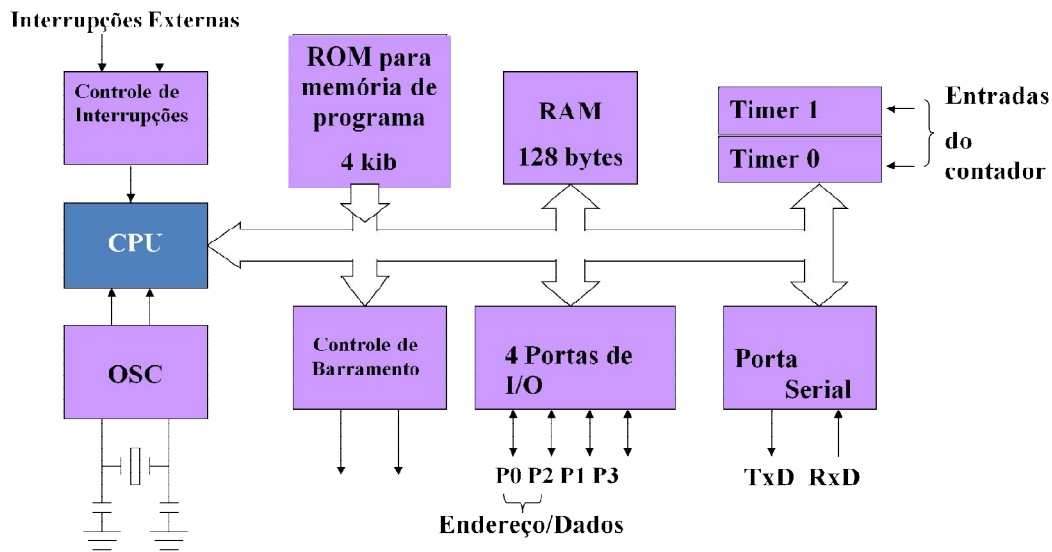 Interrupções Externas
Controle de
Interrupções
ROM para
memória de
programa
4 kib
RAM
128 bytes
Timer 1
Timer 0
Entradas
do
contador
CPU
OSC
Controle de
Barramento
4 Portas de
I/O
Porta
Serial
P0 P2 P1 P3
Endereço/Dados
TxD RxD